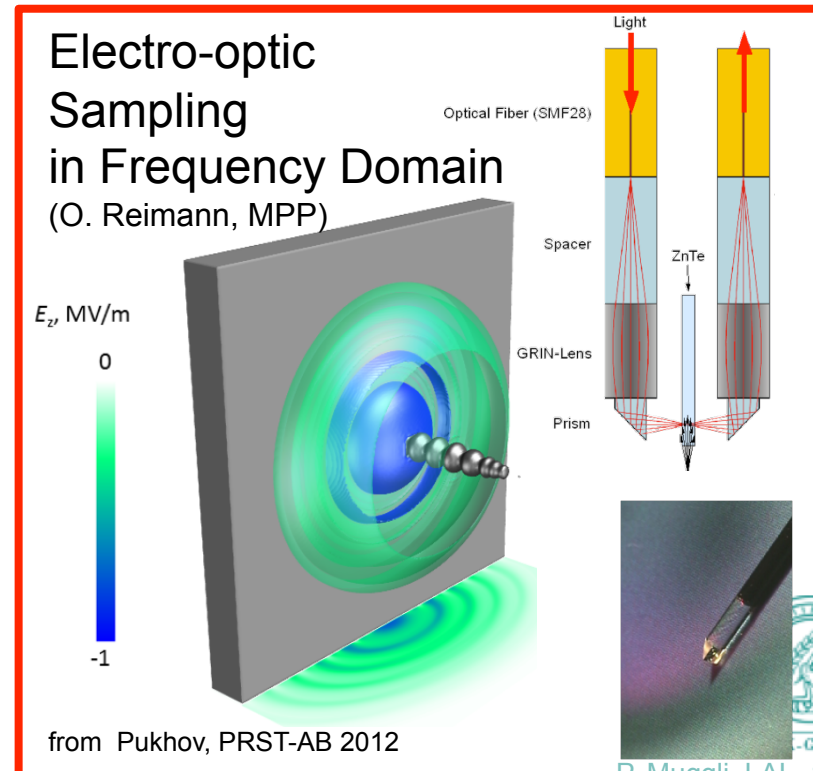 Electro-optic
Sampling
in Frequency Domain
(O. Reimann, MPP)
Ez, MV/m
0
-1
from Pukhov, PRST-AB 2012
Light
Optical Fiber (SMF28)
Spacer
ZnTe
GRIN-Lens
Prism